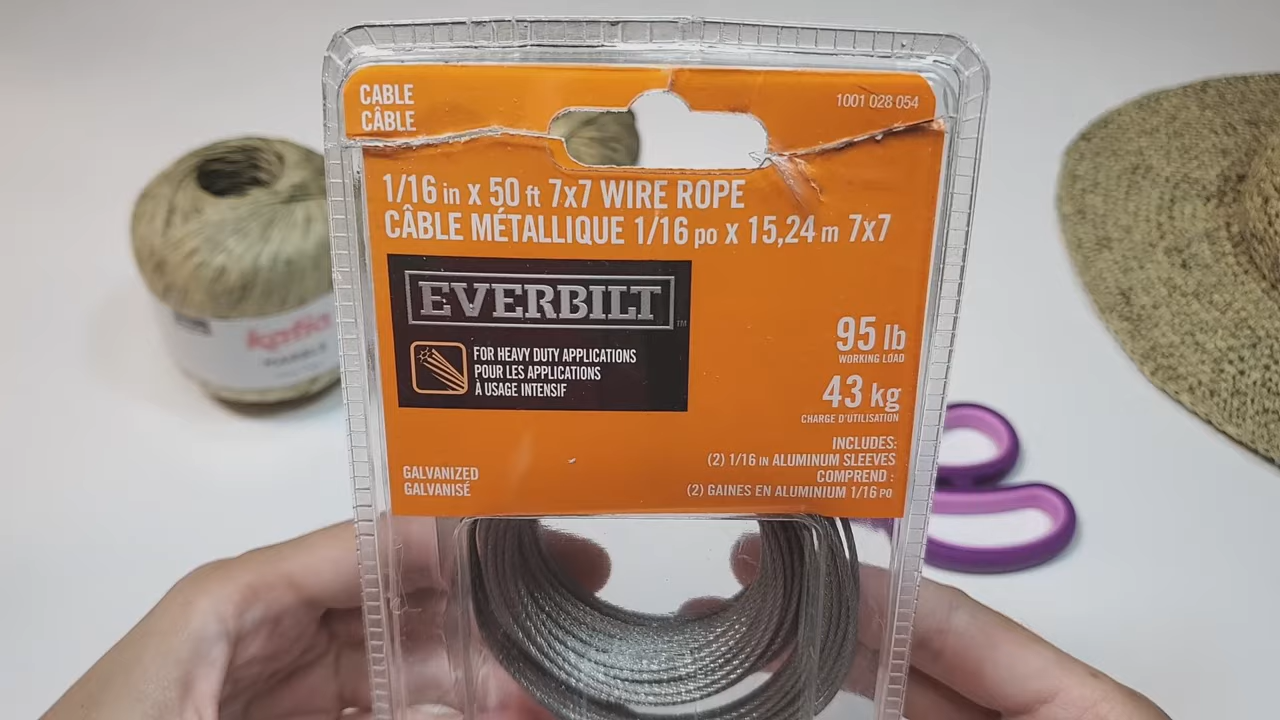 CABLE
CÂBLE
1001 028 054
1/16 in x 50 ft 7x7 WIRE ROPE
CÂBLE MÉTALLIQUE 1/16 po x 15,24 m 7x7
EVERBILT TM
FOR HEAVY DUTY APPLICATIONS
POUR LES APPLICATIONS
À USAGE INTENSIF
95 lb
WORKING LOAD
43 kg
CHARGE D'UTILISATION
INCLUDES:
(2) 1/16 IN ALUMINUM SLEEVES
COMPREND :
(2) GAINES EN ALUMINIUM 1/16 PO
GALVANIZED
GALVANISÉ
katia